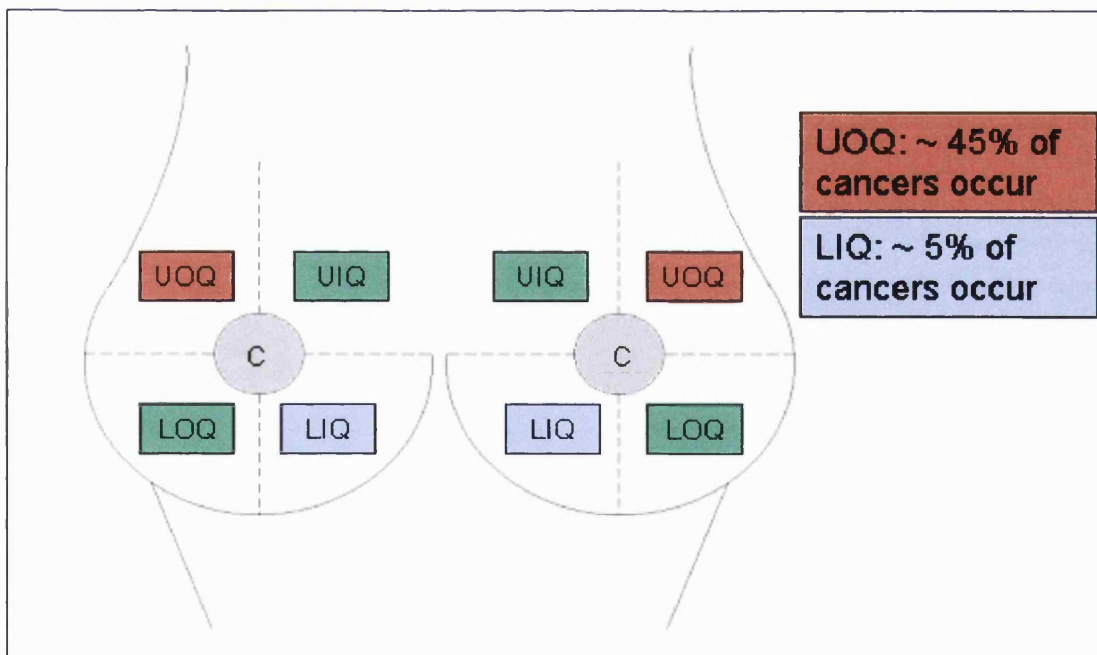 UOQ: ~ 45% of
cancers occur
LIQ: ~ 5% of
cancers occur
UOQ UIQ UIQ UOQ
C C
LOQ LIQ LIQ LOQ